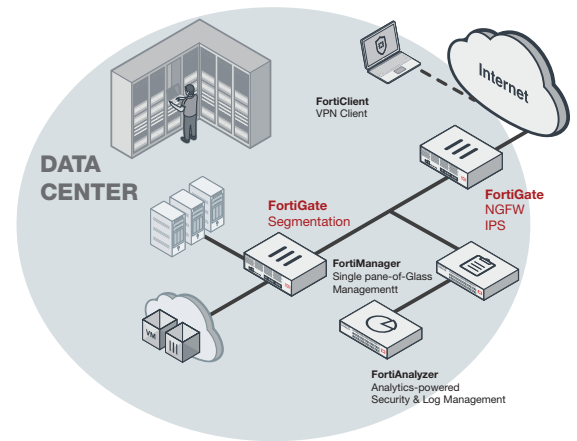 Internet
FortiClient
VPN Client
DATA
CENTER
FortiGate
NGFW
IPS
FortiGate
Segmentation
FortiManager
Single pane-of-Glass
Managementt
VM
FortiAnalyzer
Analytics-powered
Security & Log Management